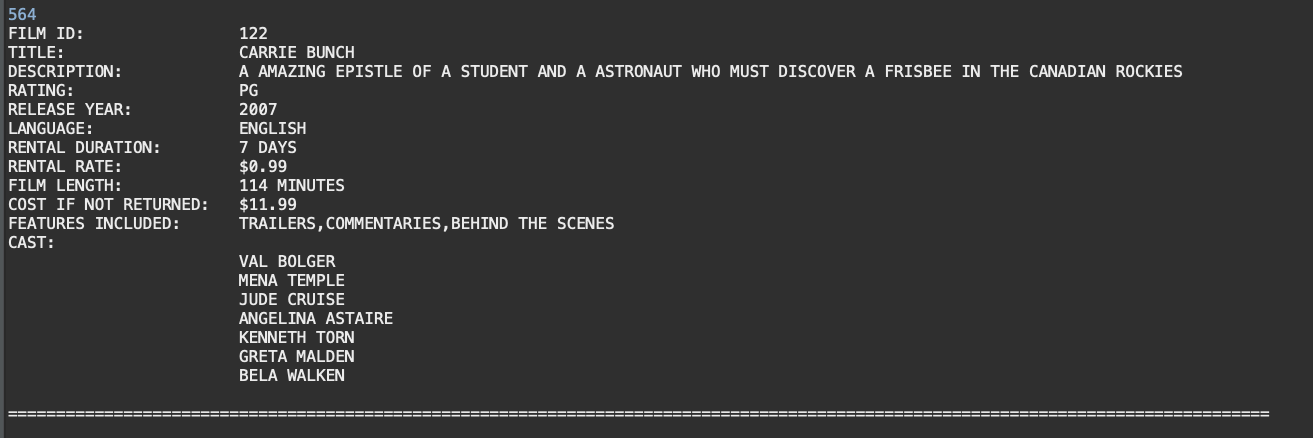 564
FILM ID: 122
TITLE: CARRIE BUNCH
DESCRIPTION: A AMAZING EPISTLE OF A STUDENT AND A ASTRONAUT WHO MUST DISCOVER A FRISBEE IN THE CANADIAN ROCKIES
RATING: PG
RELEASE YEAR: 2007
LANGUAGE: ENGLISH
RENTAL DURATION: 7 DAYS
RENTAL RATE: $0.99
FILM LENGTH: 114 MINUTES
COST IF NOT RETURNED: $11.99
FEATURES INCLUDED: TRAILERS,COMMENTARIES,BEHIND THE SCENES
CAST:
VAL BOLGER
MENA TEMPLE
JUDE CRUISE
ANGELINA ASTAIRE
KENNETH TORN
GRETA MALDEN
BELA WALKEN
===================================================================================================================================